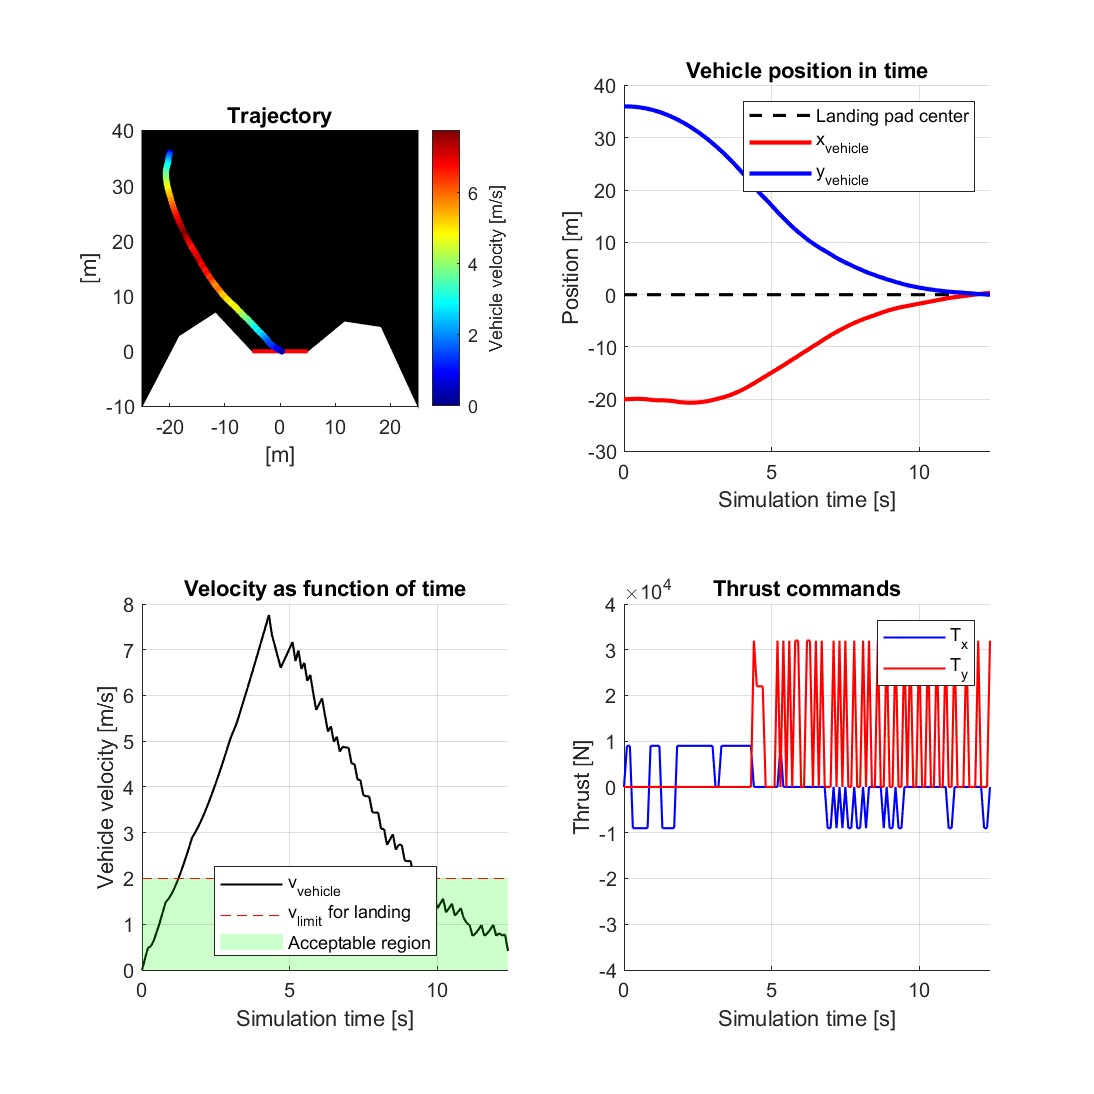 Trajectory
40
30
20
10
0
-10
-20 -10 0 10 20
[m]
[m]
6
4
2
0
Vehicle velocity [m/s]
Vehicle position in time
40
30
20
10
0
-10
-20
-30
0 5 10
Position [m]
Simulation time [s]
Landing pad center
x_vehicle
y_vehicle
Velocity as function of time
8
7
6
5
4
3
2
1
0
0 5 10
Vehicle velocity [m/s]
Simulation time [s]
v_vehicle
v_limit for landing
Acceptable region
Thrust commands
×10^4
4
3
2
1
0
-1
-2
-3
-4
0 5 10
Thrust [N]
Simulation time [s]
T_x
T_y